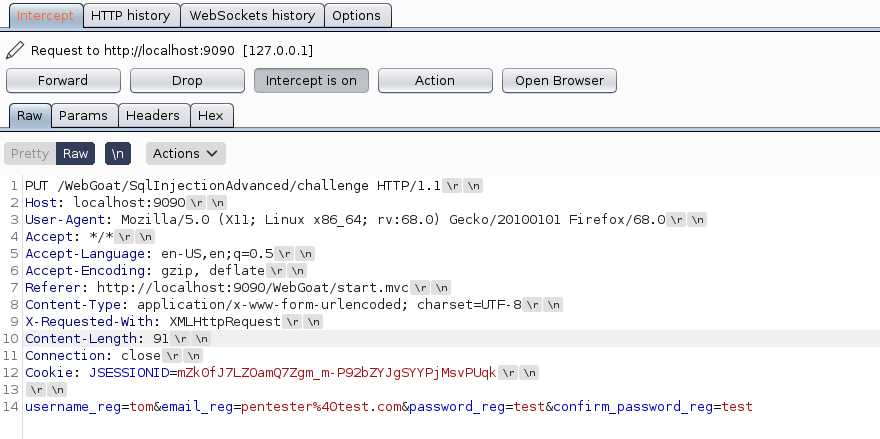 Intercept HTTP history WebSockets history Options
Request to http://localhost:9090 [127.0.0.1]
Forward Drop Intercept is on Action Open Browser
Raw Params Headers Hex
Pretty Raw \n Actions
1 PUT /WebGoat/SqlInjectionAdvanced/challenge HTTP/1.1 \r \n
2 Host: localhost:9090 \r \n
3 User-Agent: Mozilla/5.0 (X11; Linux x86_64; rv:68.0) Gecko/20100101 Firefox/68.0 \r \n
4 Accept: */* \r \n
5 Accept-Language: en-US,en;q=0.5 \r \n
6 Accept-Encoding: gzip, deflate \r \n
7 Referer: http://localhost:9090/WebGoat/start.mvc \r \n
8 Content-Type: application/x-www-form-urlencoded; charset=UTF-8 \r \n
9 X-Requested-With: XMLHttpRequest \r \n
10 Content-Length: 91 \r \n
11 Connection: close \r \n
12 Cookie: JSESSIONID=mZk0fJ7LZOamQ7Zgm_m-P92bZYJgSYYPjMsvPUqk \r \n
13 \r \n
14 username_reg=tom&email_reg=pentester%40test.com&password_reg=test&confirm_password_reg=test